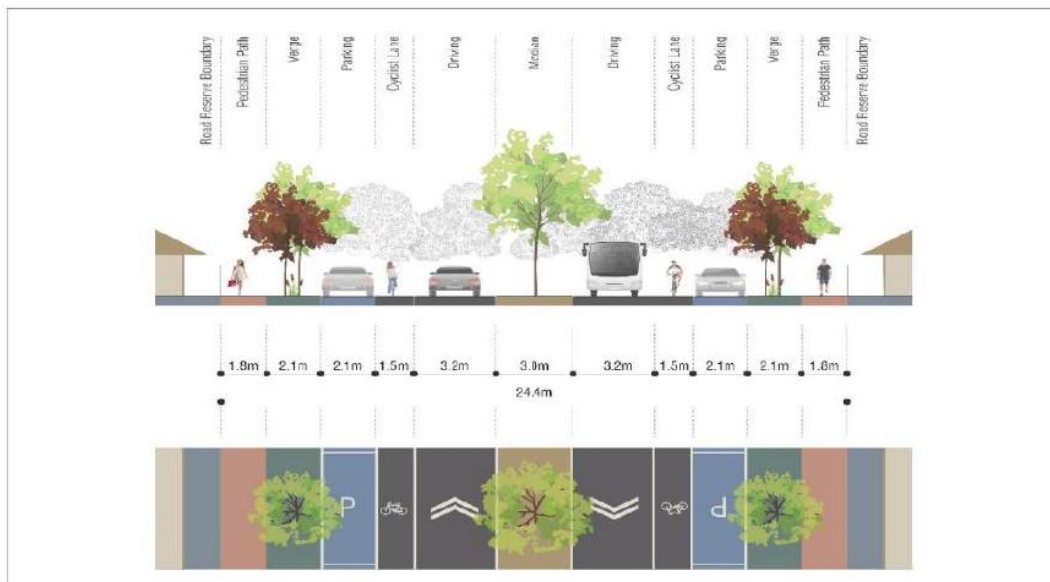 Road Reserve Boundary
Pedestrian Path
Verge
Parking
Cyclist Lane
Driving
Median
Driving
Cyclist Lane
Parking
Verge
Pedestrian Path
Road Reserve Boundary
1.8m 2.1m 2.1m 1.5m 3.2m 3.0m 3.2m 1.5m 2.1m 2.1m 1.8m
24.4m
P P